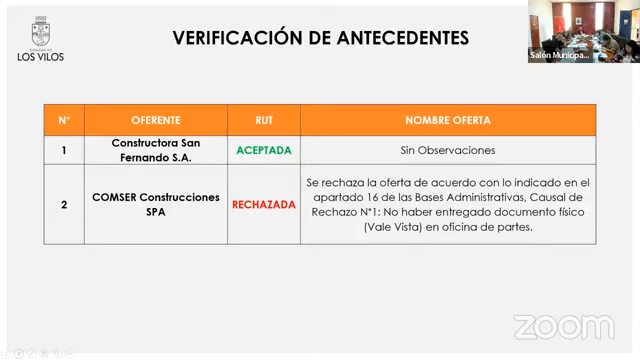 VERIFICACIÓN DE ANTECEDENTES
LOS VILOS
Salón Municipa...
N° OFERENTE RUT NOMBRE OFERTA
1 Constructora San Fernando S.A. ACEPTADA Sin Observaciones
2 COMSER Construcciones SPA RECHAZADA
Se rechaza la oferta de acuerdo con lo indicado en el
apartado 16 de las Bases Administrativas, Causal de
Rechazo N°1: No haber entregado documento físico
(Vale Vista) en oficina de partes.
zoom